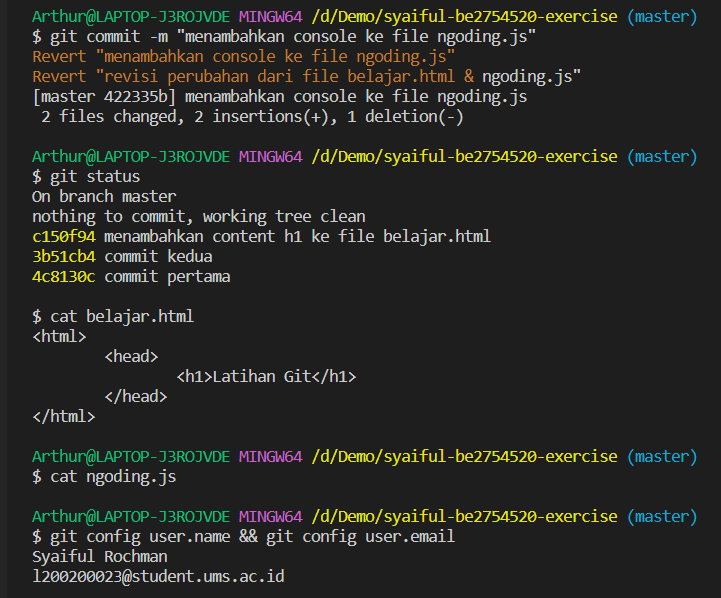 Arthur@LAPTOP-J3ROJVDE MINGW64 /d/Demo/syaiful-be2754520-exercise (master)
$ git commit -m "menambahkan console ke file ngoding.js"
Revert "menambahkan console ke file ngoding.js"
Revert "revisi perubahan dari file belajar.html & ngoding.js"
[master 422335b] menambahkan console ke file ngoding.js
 2 files changed, 2 insertions(+), 1 deletion(-)

Arthur@LAPTOP-J3ROJVDE MINGW64 /d/Demo/syaiful-be2754520-exercise (master)
$ git status
On branch master
nothing to commit, working tree clean
c150f94 menambahkan content h1 ke file belajar.html
3b51cb4 commit kedua
4c8130c commit pertama

$ cat belajar.html
<html>
        <head>
                <h1>Latihan Git</h1>
        </head>
</html>

Arthur@LAPTOP-J3ROJVDE MINGW64 /d/Demo/syaiful-be2754520-exercise (master)
$ cat ngoding.js

Arthur@LAPTOP-J3ROJVDE MINGW64 /d/Demo/syaiful-be2754520-exercise (master)
$ git config user.name && git config user.email
Syaiful Rochman
l200200023@student.ums.ac.id